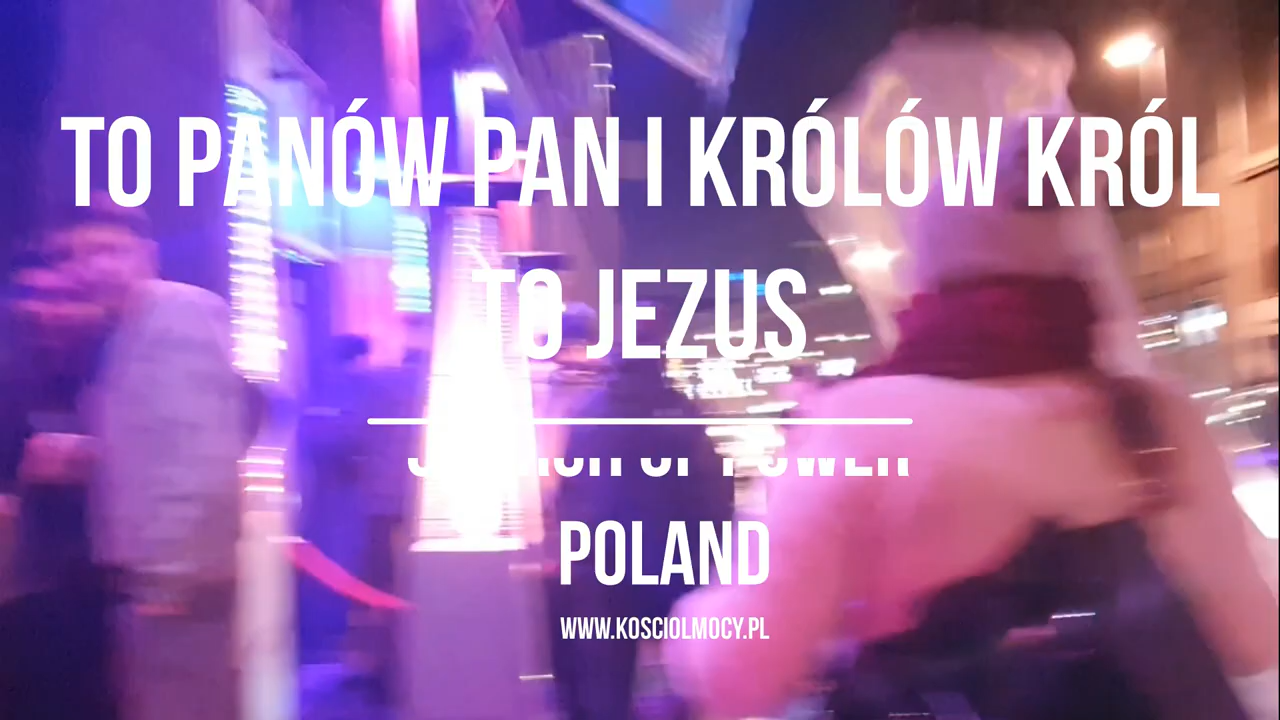 TO PANÓW PAN I KRÓLÓW KRÓL
TO JEZUS
POLAND
WWW.KOSCIOLMOCY.PL